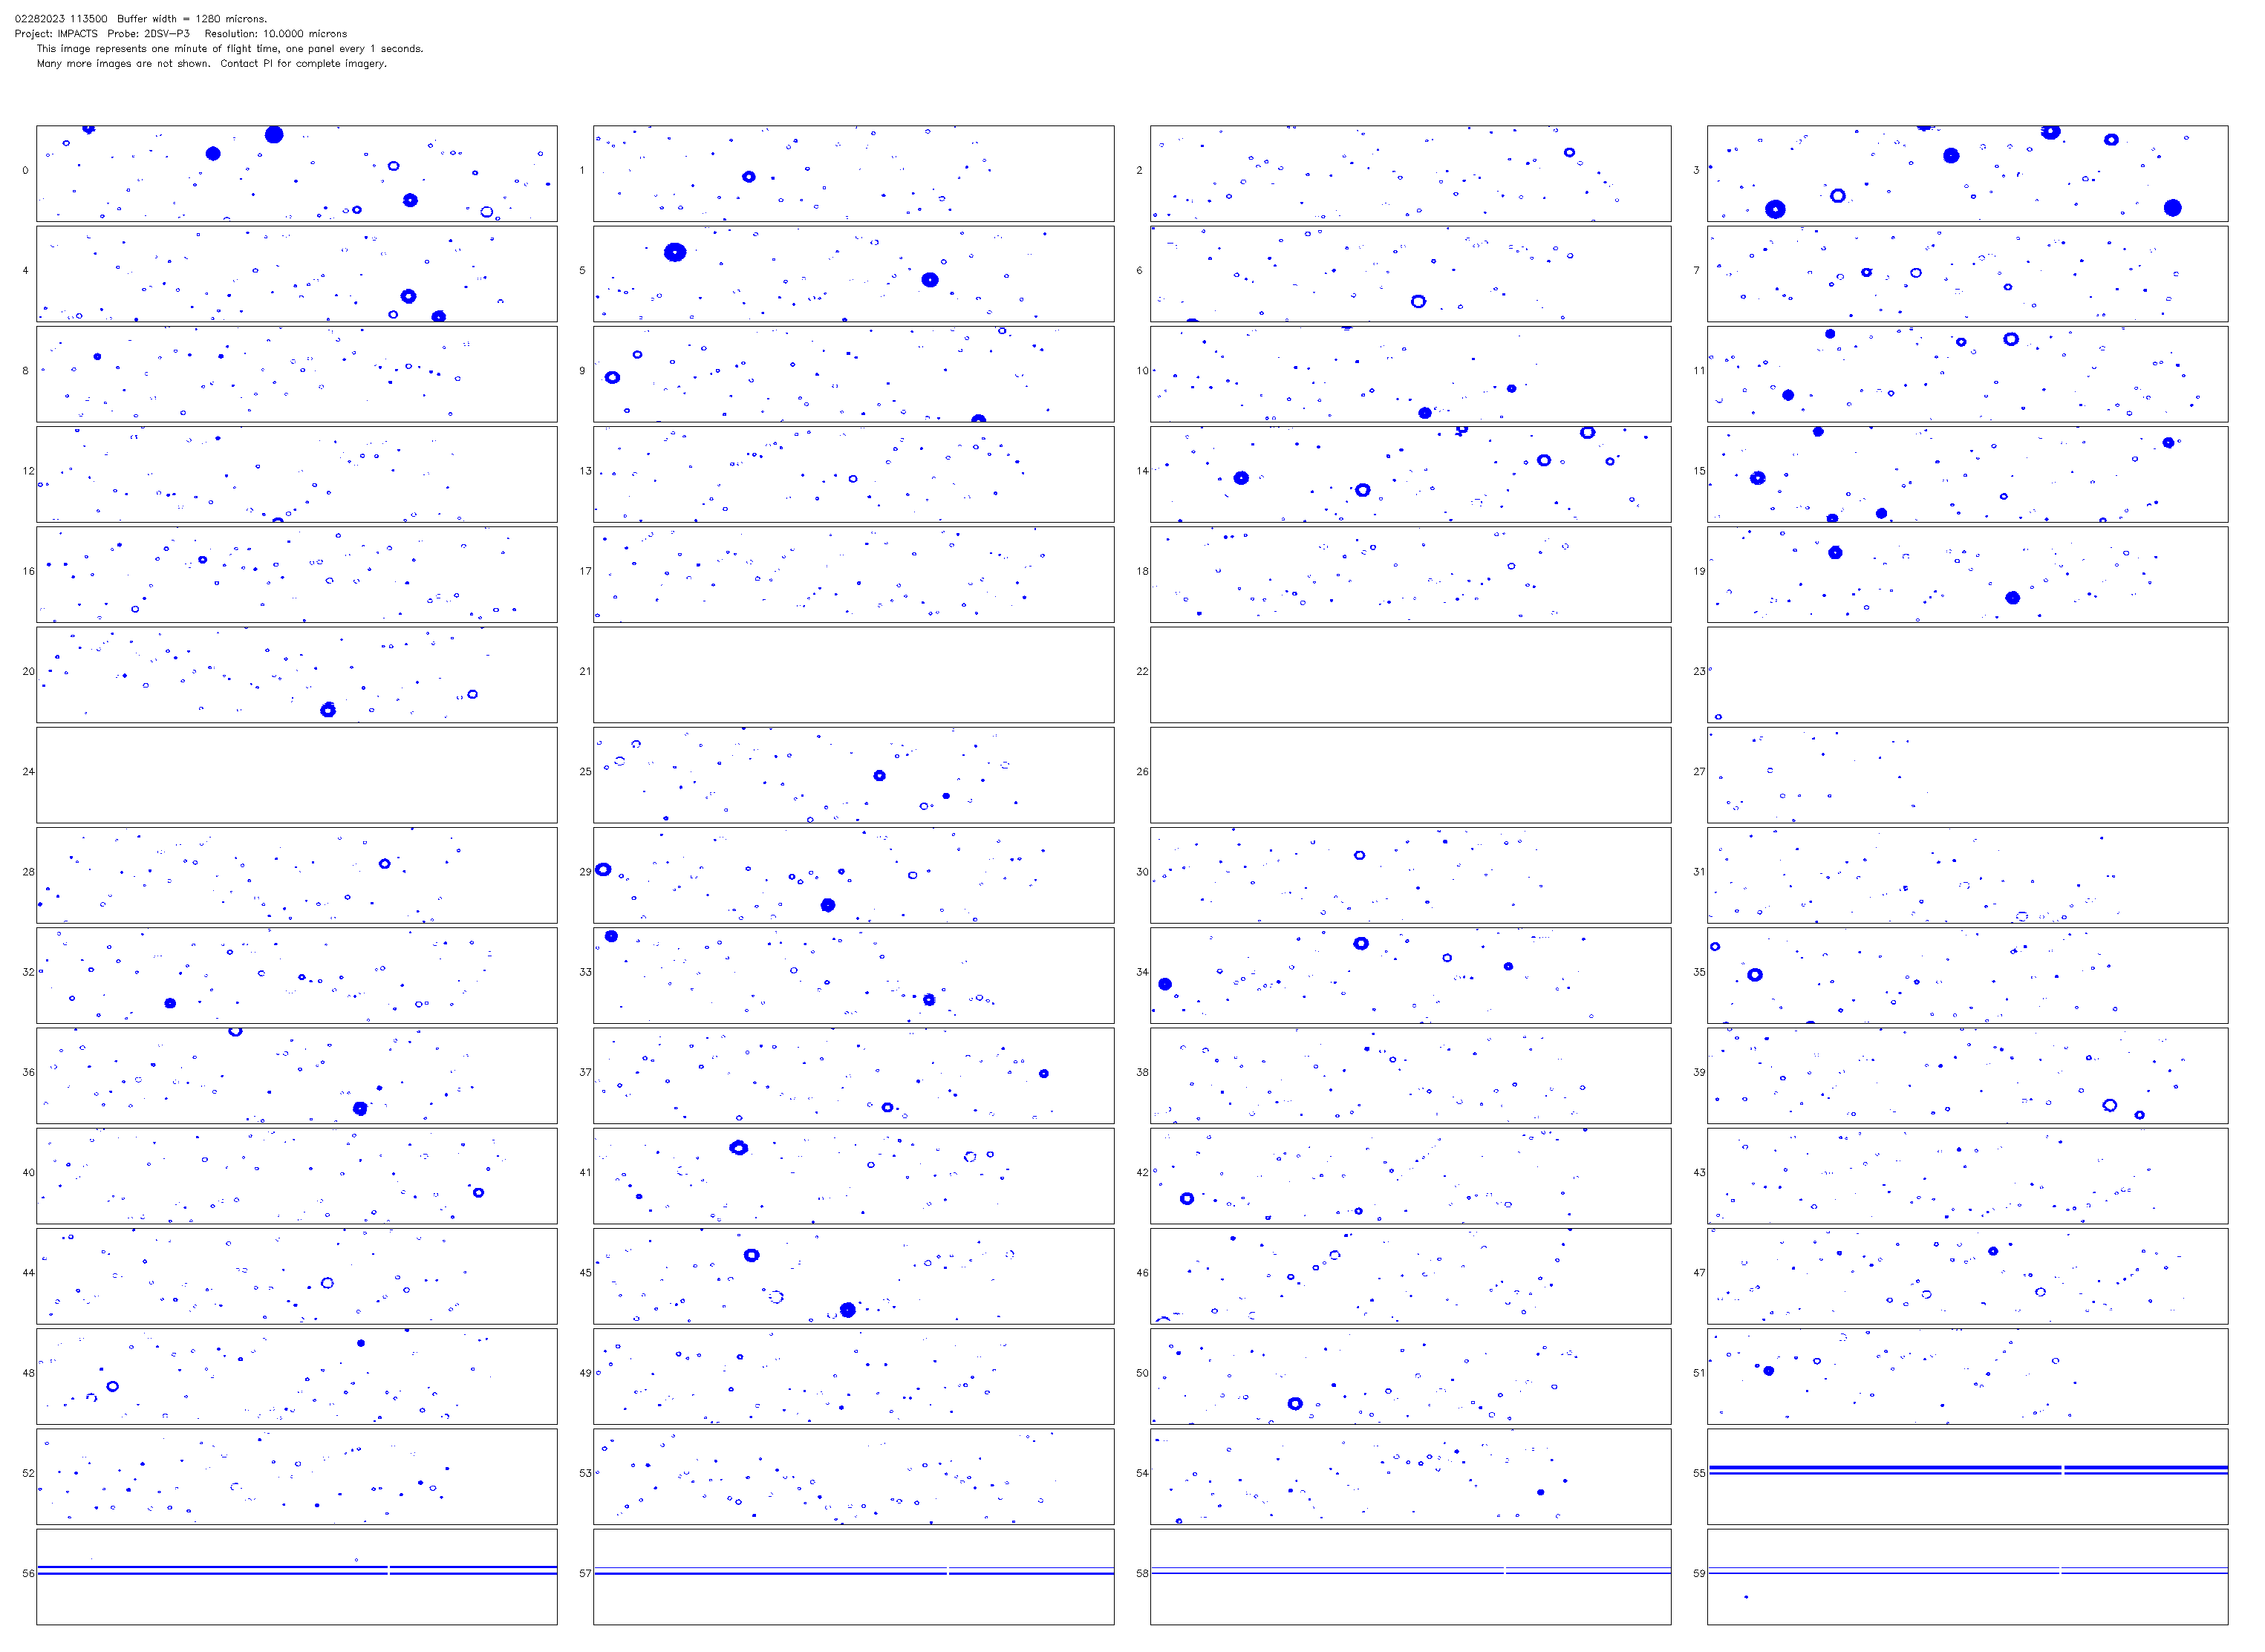 02282023 113500  Buffer width = 1280 microns.
Project: IMPACTS  Probe: 2DSV-P3    Resolution: 10.0000 microns
This image represents one minute of flight time, one panel every 1 seconds.
Many more images are not shown.  Contact PI for complete imagery.
0 1 2 3
4 5 6 7
8 9 10 11
12 13 14 15
16 17 18 19
20 21 22 23
24 25 26 27
28 29 30 31
32 33 34 35
36 37 38 39
40 41 42 43
44 45 46 47
48 49 50 51
52 53 54 55
56 57 58 59